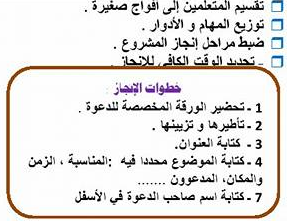 تقسيم المتعلمين إلى أفواج صغيرة .
توزيع المهام و الأدوار .
ضبط مراحل إنجاز المشروع .
- تحديد الوقت الكافي للانجاز .
خطوات الإنجاز
1 - تحضير الورقة المخصصة للدعوة .
2 - تأطيرها و تزيينها .
3 - كتابة العنوان.
4 - كتابة الموضوع محددا فيه :المناسبة ، الزمن
والمكان، المدعوون .......
7 - كتابة اسم صاحب الدعوة في الأسفل